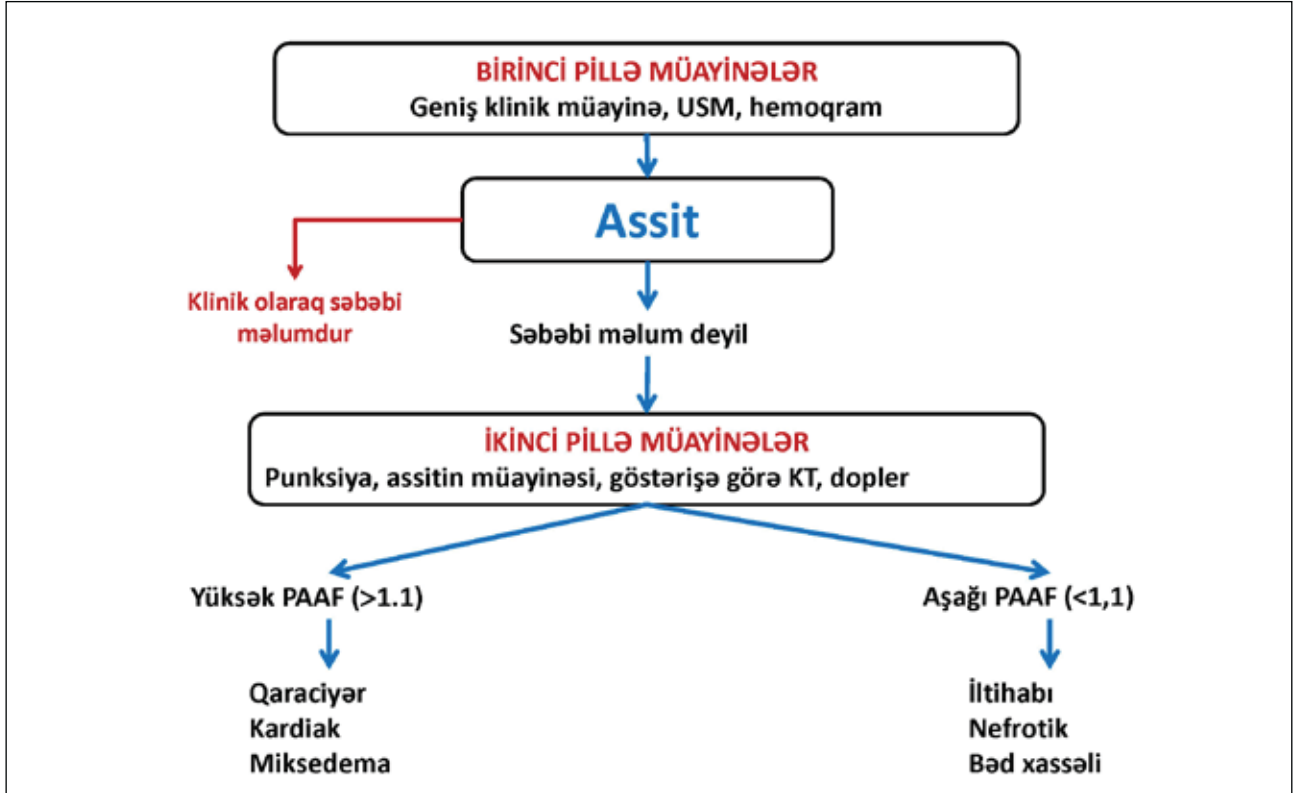 BİRİNCİ PİLLƏ MÜAYİNƏLƏR
Geniş klinik müayinə, USM, hemoqram
Assit
Klinik olaraq səbəbi
məlumdur
Səbəbi məlum deyil
İKİNCİ PİLLƏ MÜAYİNƏLƏR
Punksiya, assitin müayinəsi, göstərişə görə KT, dopler
Yüksək PAAF (>1.1)
Aşağı PAAF (<1,1)
Qaraciyər
Kardiak
Miksedema
İltihabı
Nefrotik
Bəd xassəli